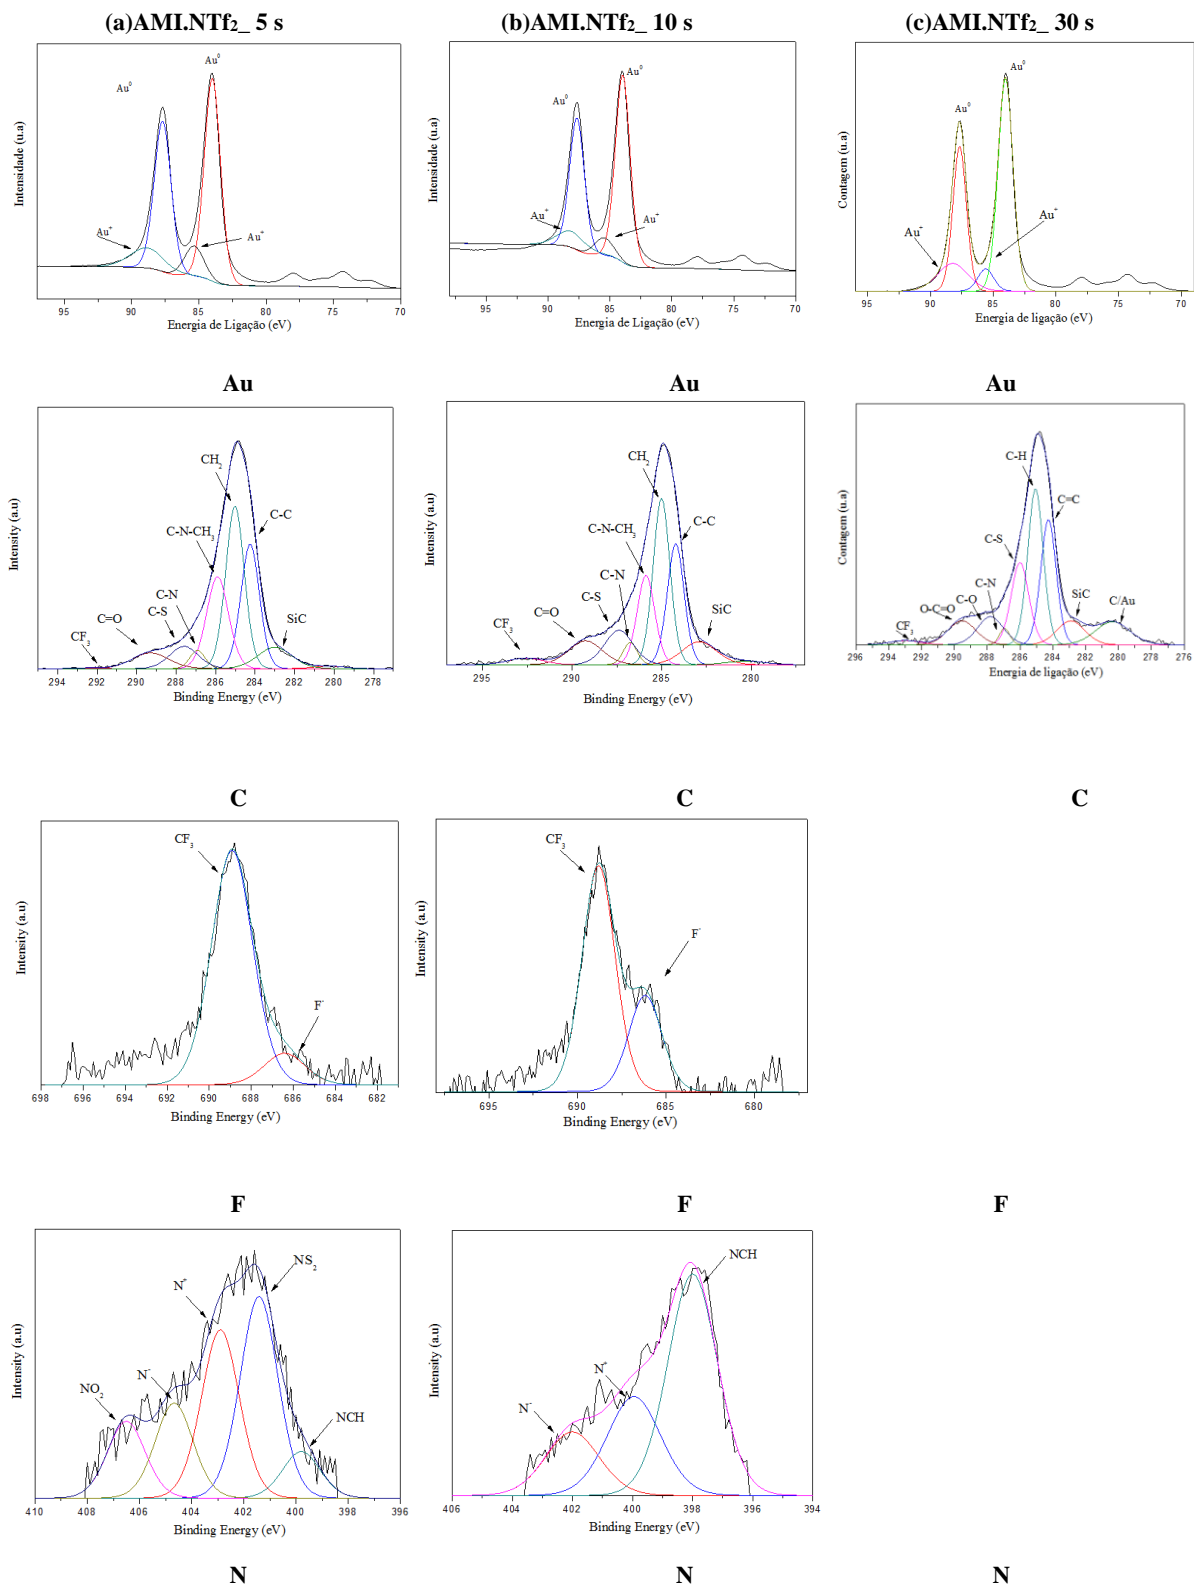 (a)AMI.NTf₂_ 5 s
(b)AMI.NTf₂_ 10 s
(c)AMI.NTf₂_ 30 s
Au⁰
Au⁰
Au⁺
Au⁺
Intensidade (u.a)
95 90 85 80 75 70
Energia de Ligação (eV)
Au⁰
Au⁰
Au⁺
Au⁺
Intensidade (u.a)
95 90 85 80 75 70
Energia de Ligação (eV)
Au⁰
Au⁰
Au⁺
Au⁺
Contagem (u.a)
95 90 85 80 75 70
Energia de ligação (eV)
Au
Au
Au
CH₂
C-C
C-N-CH₃
C-N
C-S
C=O
CF₃
SiC
Intensity (a.u)
294 292 290 288 286 284 282 280 278 276
Binding Energy (eV)
CH₂
C-C
C-N-CH₃
C-N
C-S
C=O
CF₃
SiC
Intensity (a.u)
295 290 285 280
Binding Energy (eV)
C-H
C=C
C-S
C-N
C-O
O-C=O
CF₃
SiC
C/Au
Contagem (u.a)
296 294 292 290 288 286 284 282 280 278 276
Energia de ligação (eV)
C
C
C
CF₃
F⁻
Intensity (a.u)
698 696 694 692 690 688 686 684 682
Binding Energy (eV)
CF₃
F⁻
Intensity (a.u)
695 690 685 680
Binding Energy (eV)
F
F
F
NS₂
N⁺
N⁻
NO₂
NCH
Intensity (a.u)
410 408 406 404 402 400 398 396
Binding Energy (eV)
NCH
N⁺
N⁻
Intensity (a.u)
406 404 402 400 398 396 394
Binding Energy (eV)
N
N
N